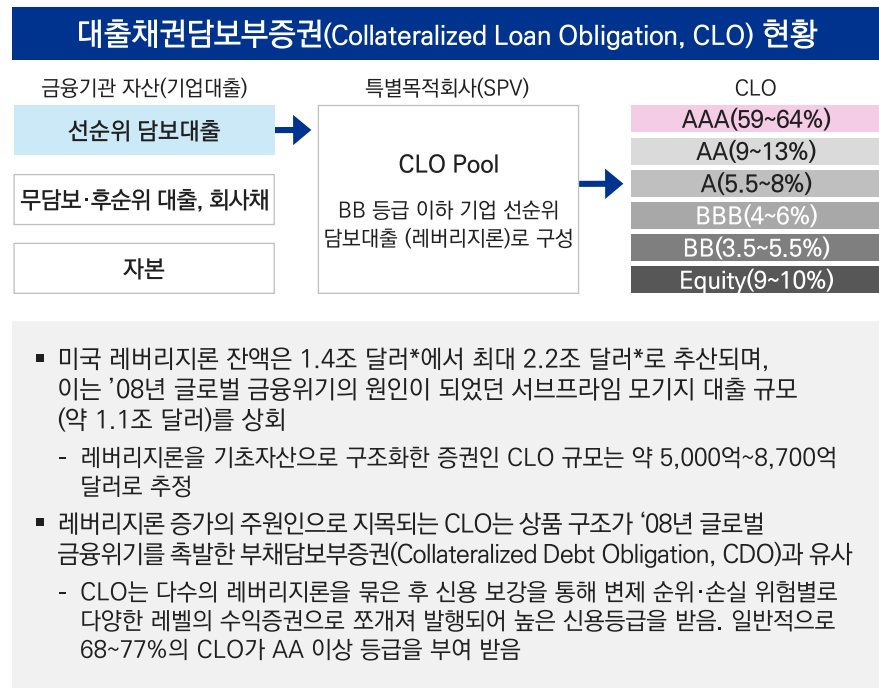 대출채권담보부증권(Collateralized Loan Obligation, CLO) 현황
금융기관 자산(기업대출)
선순위 담보대출
무담보·후순위 대출, 회사채
자본
특별목적회사(SPV)
CLO Pool
BB 등급 이하 기업 선순위
담보대출 (레버리지론)로 구성
CLO
AAA(59~64%)
AA(9~13%)
A(5.5~8%)
BBB(4~6%)
BB(3.5~5.5%)
Equity(9~10%)
▪ 미국 레버리지론 잔액은 1.4조 달러*에서 최대 2.2조 달러*로 추산되며,
이는 ’08년 글로벌 금융위기의 원인이 되었던 서브프라임 모기지 대출 규모
(약 1.1조 달러)를 상회
- 레버리지론을 기초자산으로 구조화한 증권인 CLO 규모는 약 5,000억~8,700억
달러로 추정
▪ 레버리지론 증가의 주원인으로 지목되는 CLO는 상품 구조가 ‘08년 글로벌
금융위기를 촉발한 부채담보부증권(Collateralized Debt Obligation, CDO)과 유사
- CLO는 다수의 레버리지론을 묶은 후 신용 보강을 통해 변제 순위·손실 위험별로
다양한 레벨의 수익증권으로 쪼개져 발행되어 높은 신용등급을 받음. 일반적으로
68~77%의 CLO가 AA 이상 등급을 부여 받음